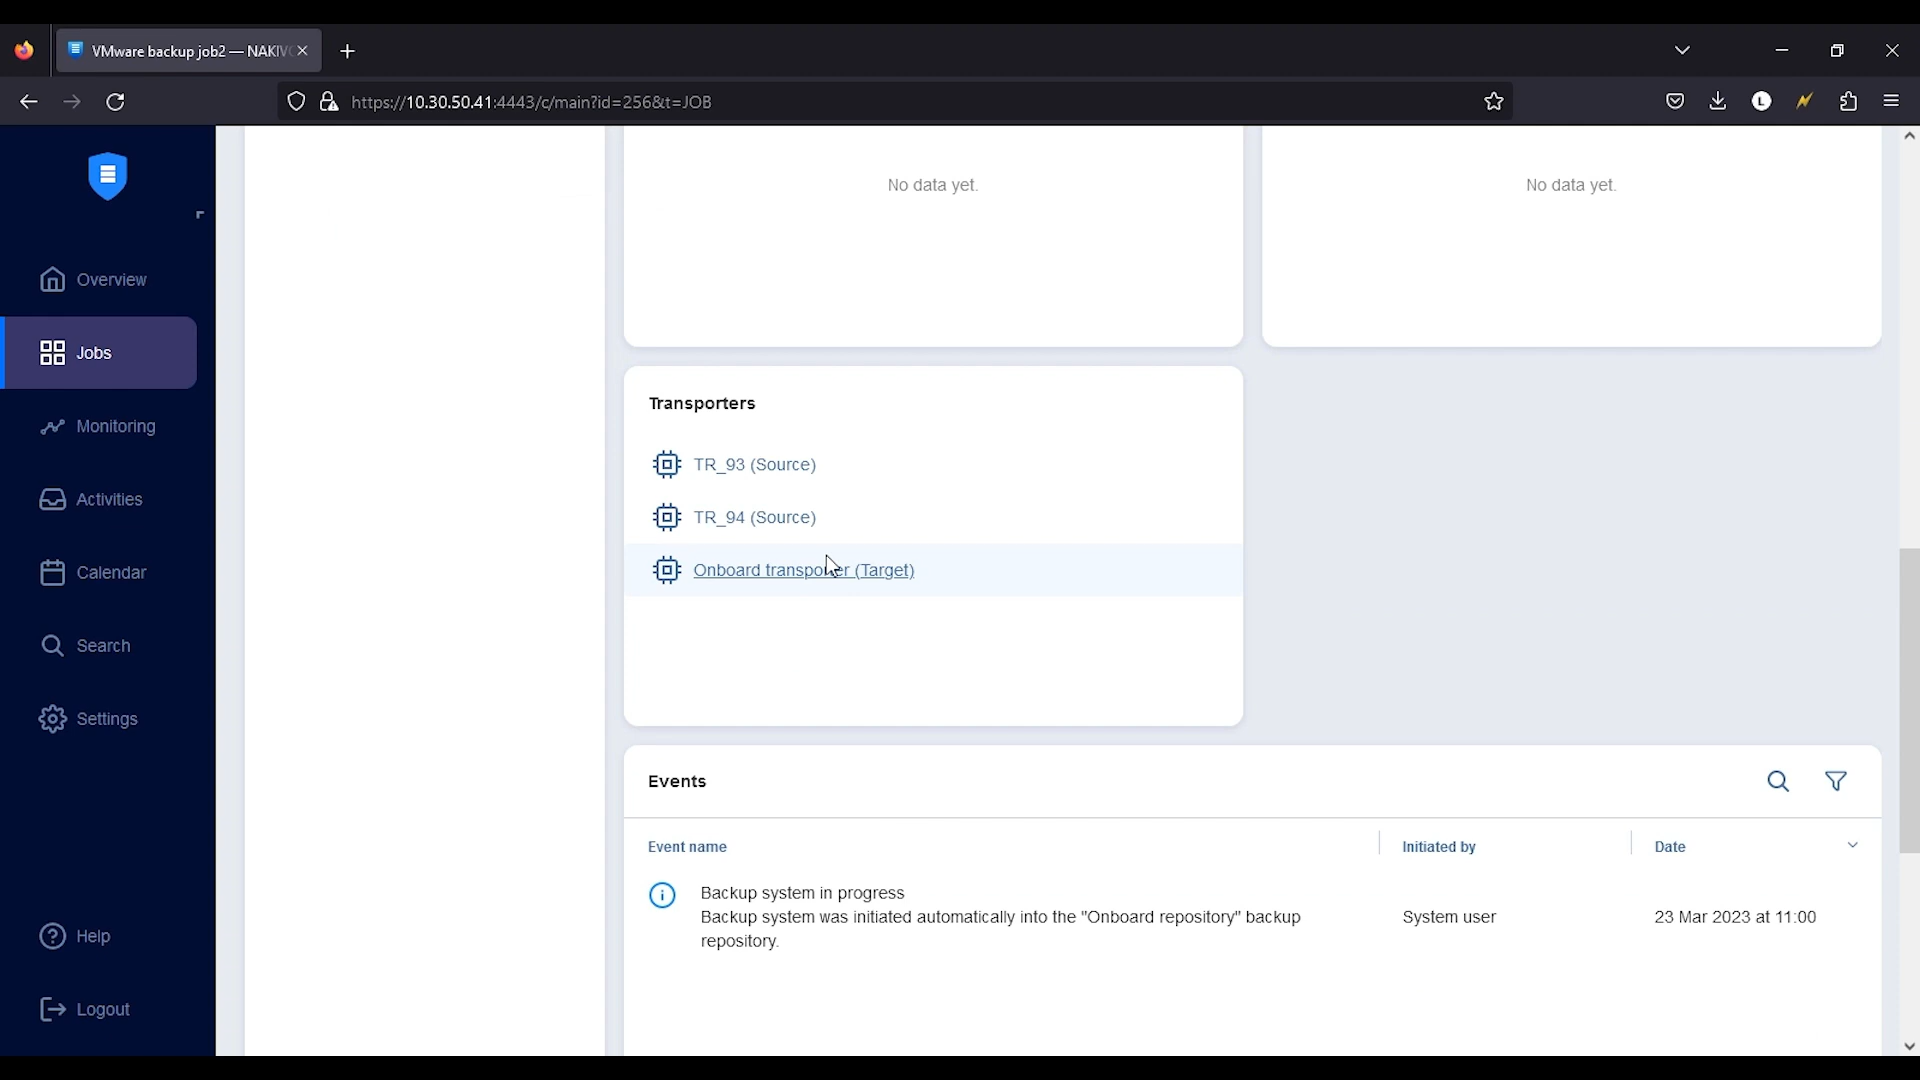 VMware backup job2 — NAKIV
https://10.30.50.41:4443/c/main?id=256&t=JOB
L
Overview
Jobs
Monitoring
Activities
Calendar
Search
Settings
Help
Logout
No data yet.
No data yet.
Transporters
TR_93 (Source)
TR_94 (Source)
Onboard transporter (Target)
Events
Event name
Initiated by
Date
Backup system in progress
Backup system was initiated automatically into the "Onboard repository" backup
repository.
System user
23 Mar 2023 at 11:00